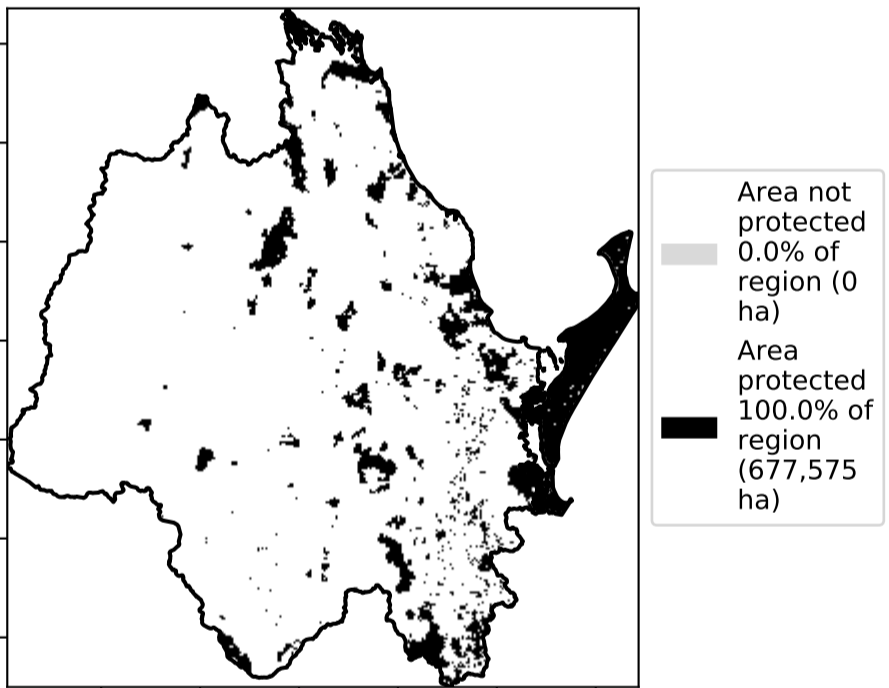 Area not
protected
0.0% of
region (0
ha)
Area
protected
100.0% of
region
(677,575
ha)